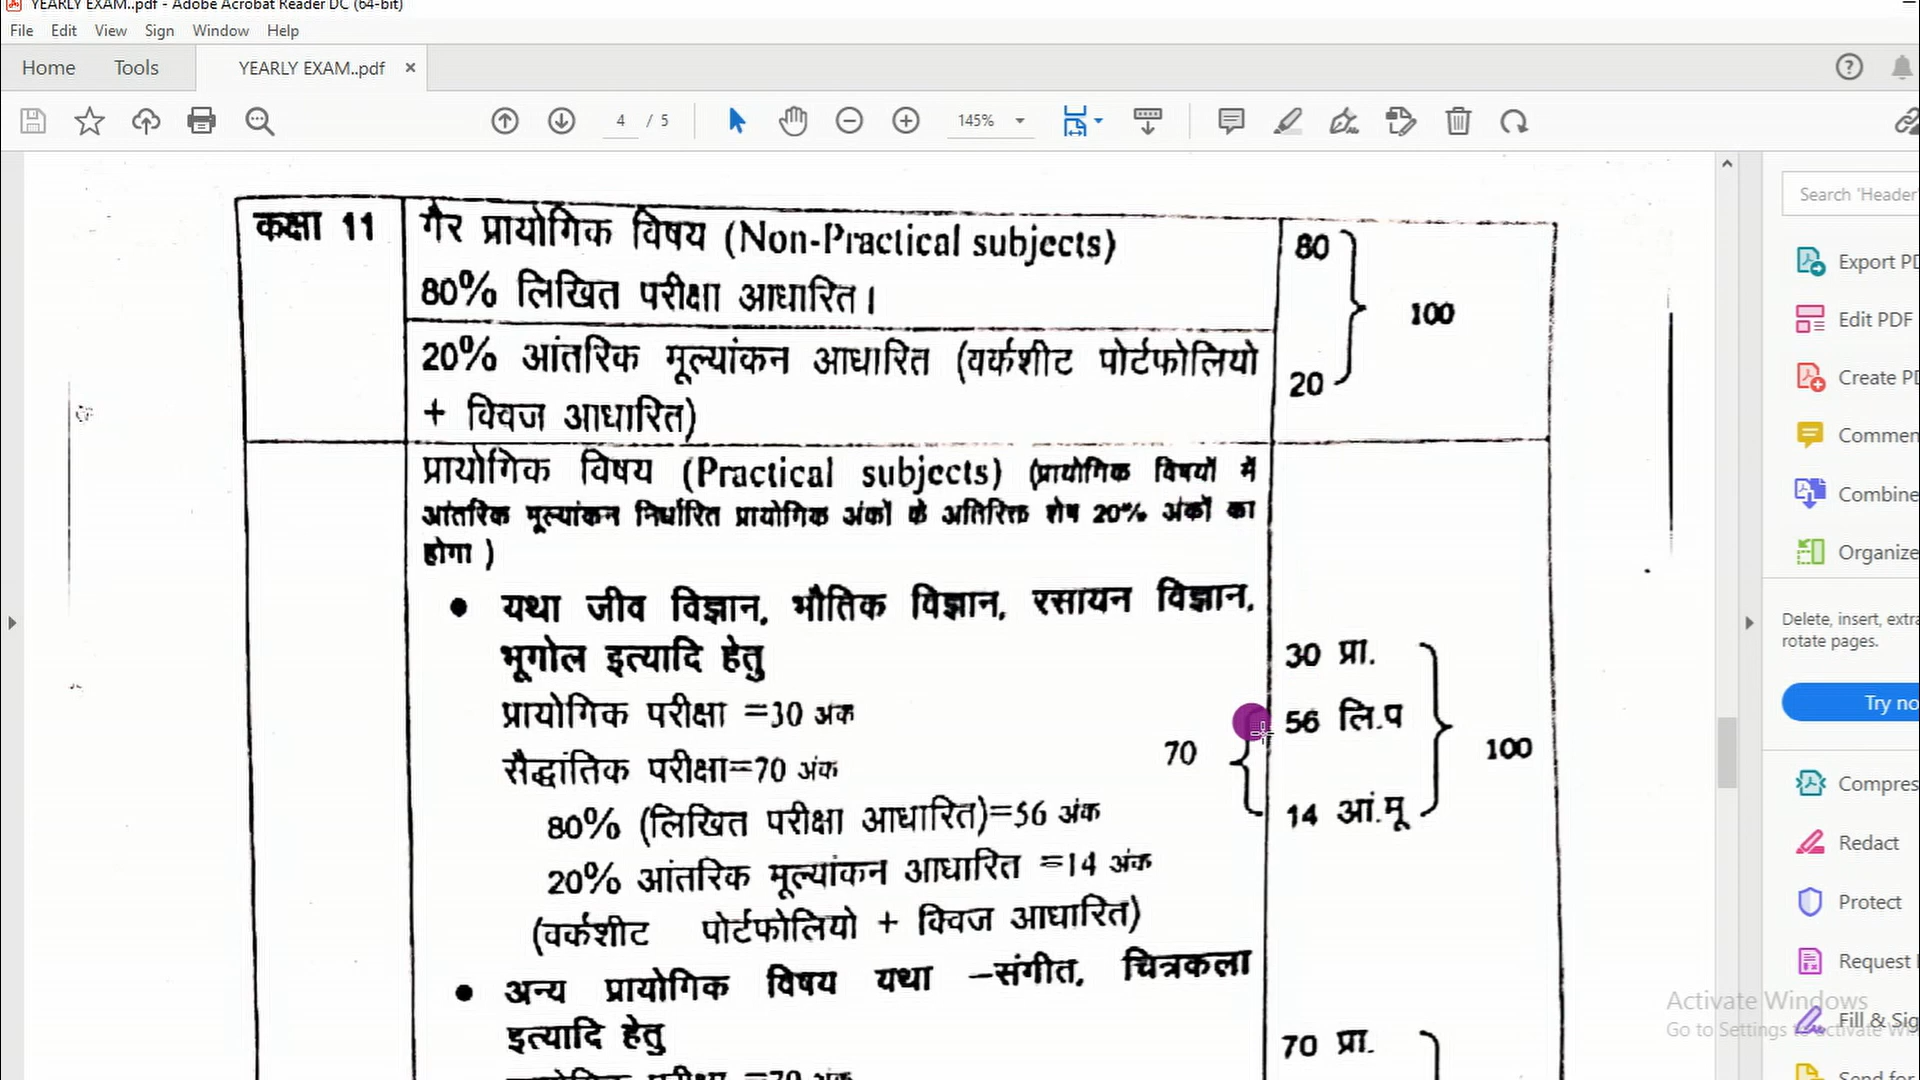 YEARLY EXAM..pdf - Adobe Acrobat Reader DC (64-bit)
File Edit View Window Help
Home Tools YEARLY EXAM..pdf ×
4 / 5 145%
Search 'Header
कक्षा 11 गैर प्रायोगिक विषय (Non-Practical subjects) 80
80% लिखित परीक्षा आधारित। 100
20% आंतरिक मूल्यांकन आधारित (वर्कशीट पोर्टफोलियो 20
+ क्विज आधारित)
प्रायोगिक विषय (Practical subjects) (प्रायोगिक विषयों में
आंतरिक मूल्यांकन निर्धारित प्रायोगिक अंकों के अतिरिक्त शेष 20% अंकों का
होगा )
• यथा जीव विज्ञान, भौतिक विज्ञान, रसायन विज्ञान,
भूगोल इत्यादि हेतु 30 प्रा.
प्रायोगिक परीक्षा =30 अंक 56 लि.प
सैद्धांतिक परीक्षा=70 अंक 70 100
80% (लिखित परीक्षा आधारित)=56 अंक 14 आं.मू
20% आंतरिक मूल्यांकन आधारित =14 अंक
(वर्कशीट पोर्टफोलियो + क्विज आधारित)
• अन्य प्रायोगिक विषय यथा –संगीत, चित्रकला
इत्यादि हेतु 70 प्रा.
Export PD
Edit PDF
Create PD
Commen
Combine
Organize
Delete, insert, extra
rotate pages.
Try no
Compres
Redact
Protect
Request
Fill & Sig
Activate Windows
Go to Settings to activate Wi